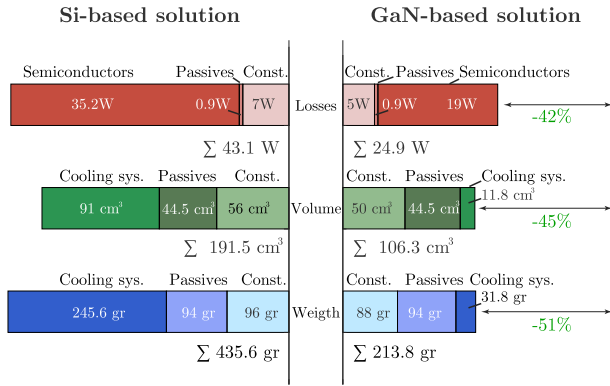 Si-based solution GaN-based solution
Semiconductors Passives Const. Const. Passives Semiconductors
35.2W 0.9W 7W Losses 5W 0.9W 19W
-42%
∑ 43.1 W ∑ 24.9 W
Cooling sys. Passives Const. Const. Passives Cooling sys.
11.8 cm³
91 cm³ 44.5 cm³ 56 cm³ Volume 50 cm³ 44.5 cm³
-45%
∑ 191.5 cm³ ∑ 106.3 cm³
Cooling sys. Passives Const. Const. Passives Cooling sys.
31.8 gr
245.6 gr 94 gr 96 gr Weigth 88 gr 94 gr
-51%
∑ 435.6 gr ∑ 213.8 gr